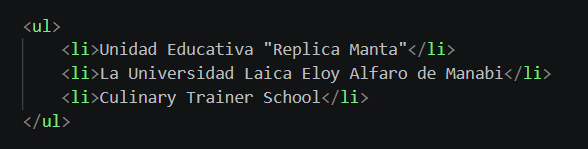 <ul>
<li>Unidad Educativa "Replica Manta"</li>
<li>La Universidad Laica Eloy Alfaro de Manabi</li>
<li>Culinary Trainer School</li>
</ul>